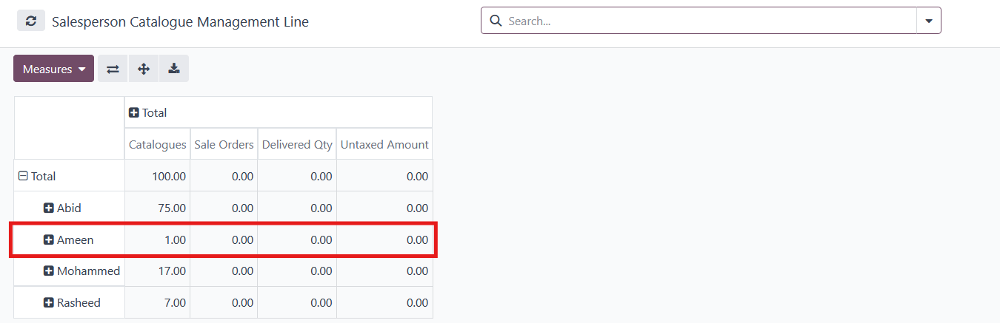 Salesperson Catalogue Management Line
Search...
Measures
Total
Catalogues Sale Orders Delivered Qty Untaxed Amount
Total 100.00 0.00 0.00 0.00
Abid 75.00 0.00 0.00 0.00
Ameen 1.00 0.00 0.00 0.00
Mohammed 17.00 0.00 0.00 0.00
Rasheed 7.00 0.00 0.00 0.00